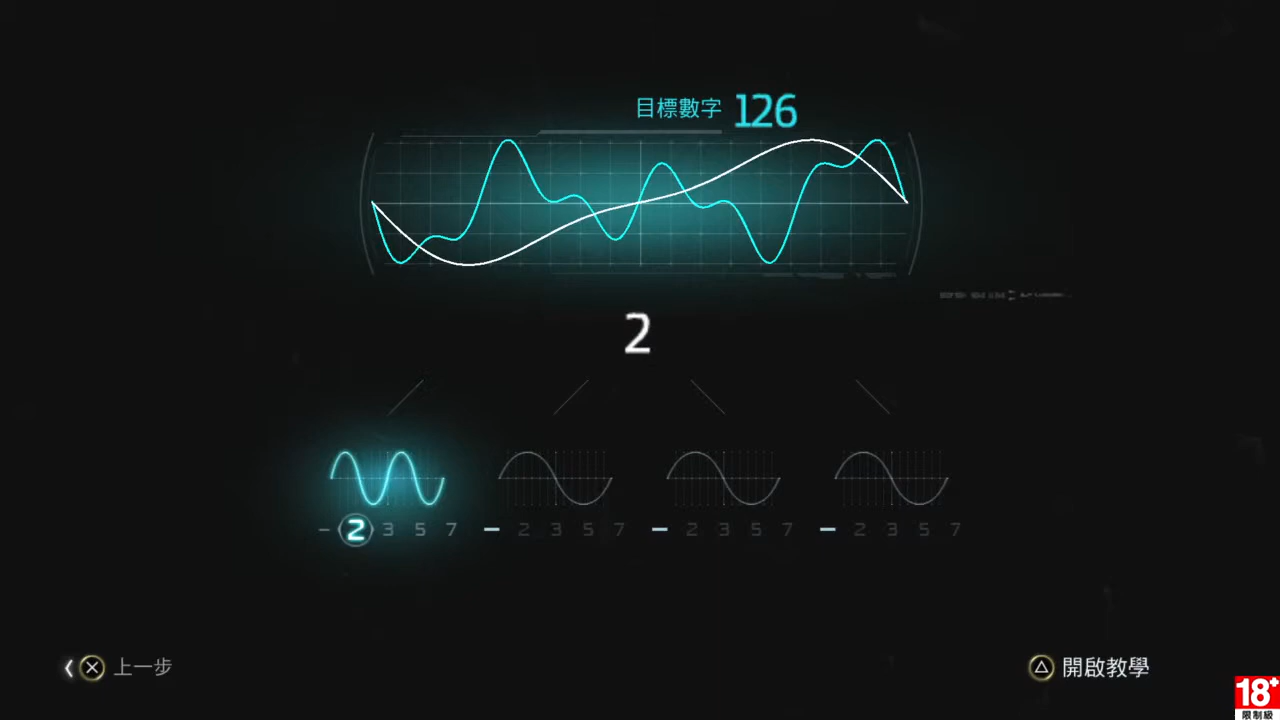 目標數字 126
2
– 2 3 5 7 – 2 3 5 7 – 2 3 5 7 – 2 3 5 7
上一步
開啟教學
18+
限制級